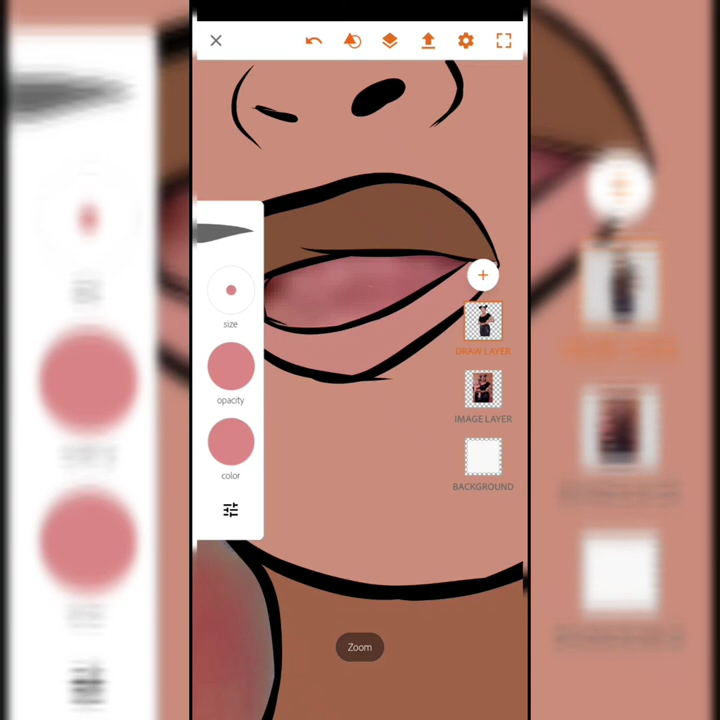 size
opacity
color
DRAW LAYER
IMAGE LAYER
BACKGROUND
Zoom